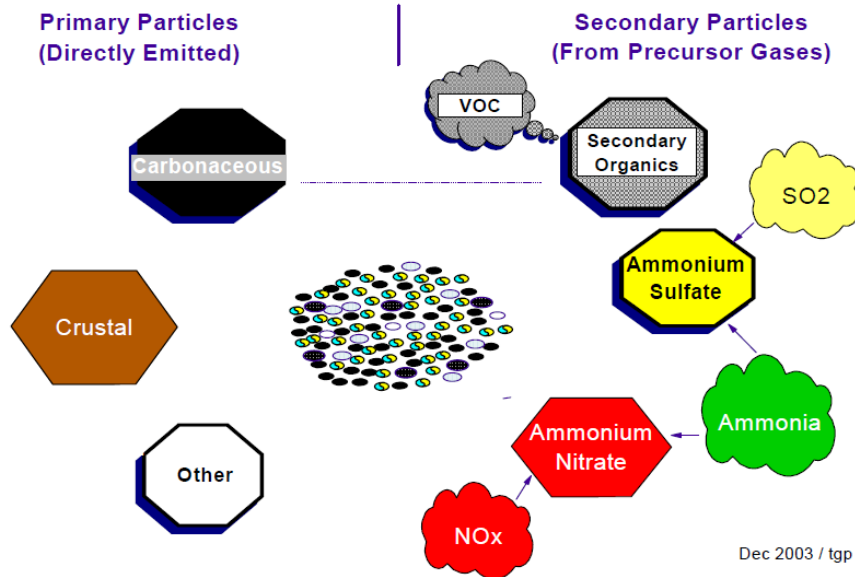 Primary Particles
(Directly Emitted)
Secondary Particles
(From Precursor Gases)
VOC
Carbonaceous
Secondary
Organics
SO2
Ammonium
Sulfate
Crustal
Ammonia
Ammonium
Nitrate
Other
NOx
Dec 2003 / tgp